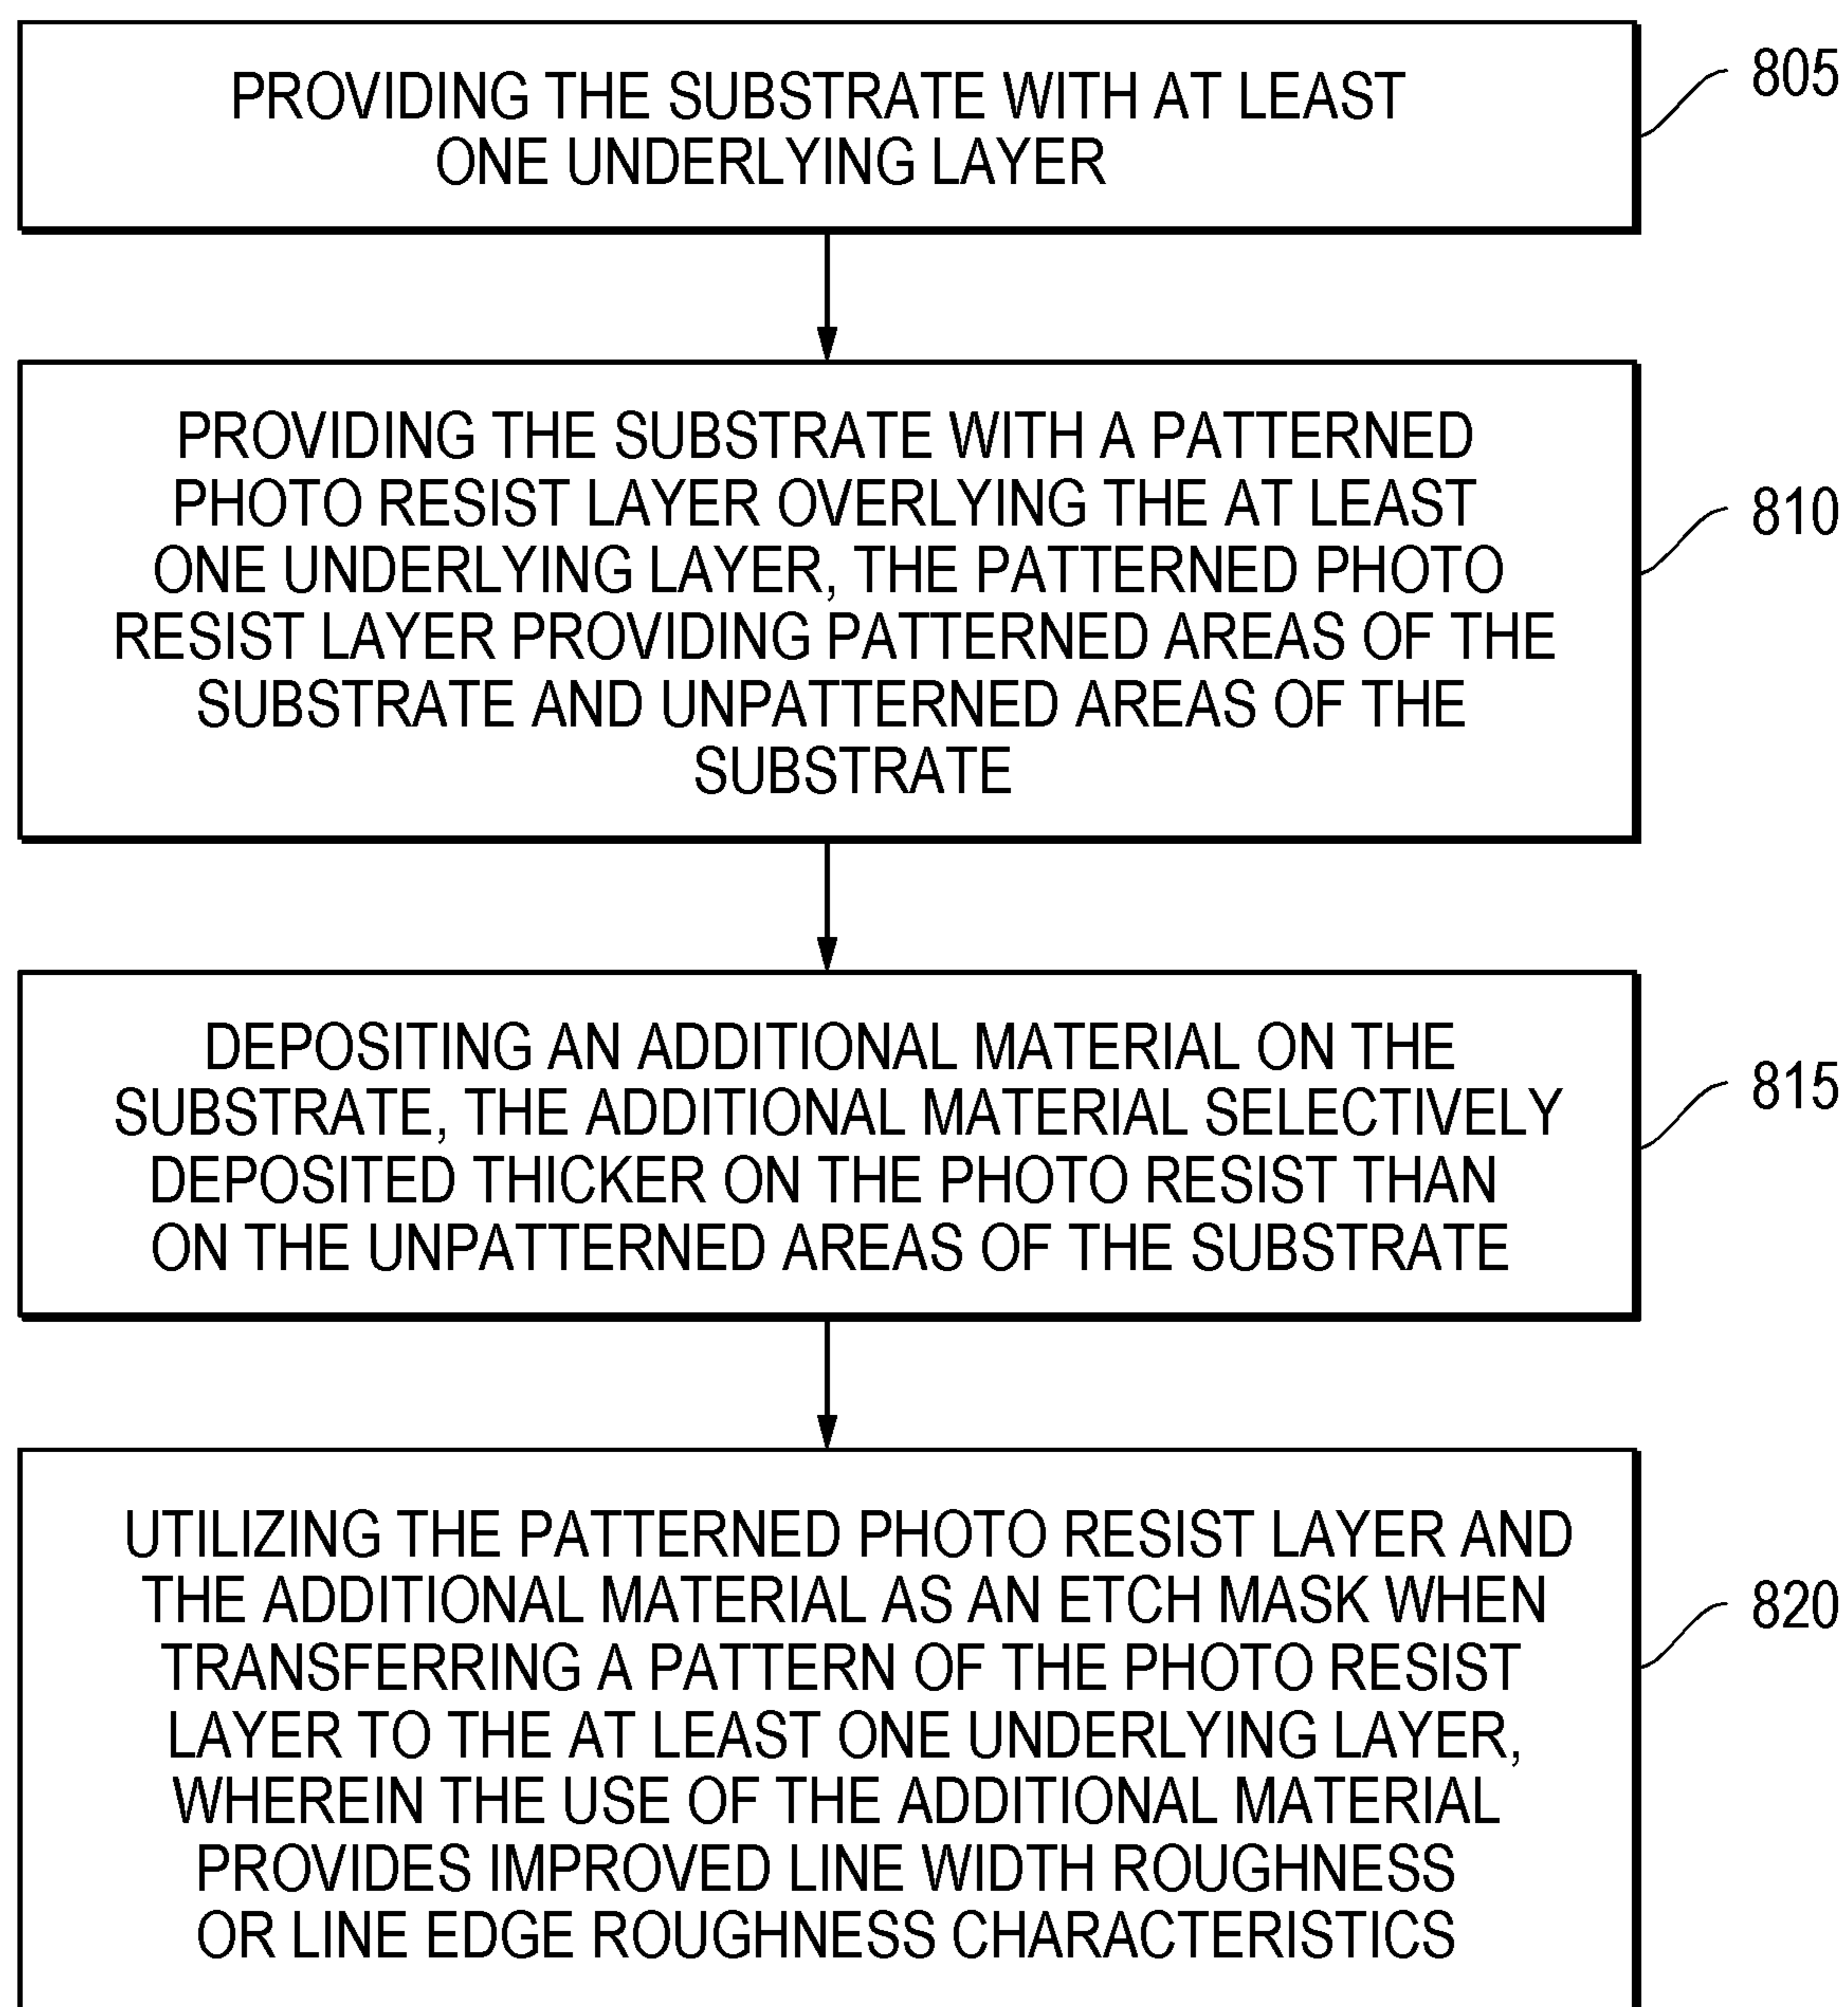 PROVIDING THE SUBSTRATE WITH AT LEAST
ONE UNDERLYING LAYER
805
PROVIDING THE SUBSTRATE WITH A PATTERNED
PHOTO RESIST LAYER OVERLYING THE AT LEAST
ONE UNDERLYING LAYER, THE PATTERNED PHOTO
RESIST LAYER PROVIDING PATTERNED AREAS OF THE
SUBSTRATE AND UNPATTERNED AREAS OF THE
SUBSTRATE
810
DEPOSITING AN ADDITIONAL MATERIAL ON THE
SUBSTRATE, THE ADDITIONAL MATERIAL SELECTIVELY
DEPOSITED THICKER ON THE PHOTO RESIST THAN
ON THE UNPATTERNED AREAS OF THE SUBSTRATE
815
UTILIZING THE PATTERNED PHOTO RESIST LAYER AND
THE ADDITIONAL MATERIAL AS AN ETCH MASK WHEN
TRANSFERRING A PATTERN OF THE PHOTO RESIST
LAYER TO THE AT LEAST ONE UNDERLYING LAYER,
WHEREIN THE USE OF THE ADDITIONAL MATERIAL
PROVIDES IMPROVED LINE WIDTH ROUGHNESS
OR LINE EDGE ROUGHNESS CHARACTERISTICS
820